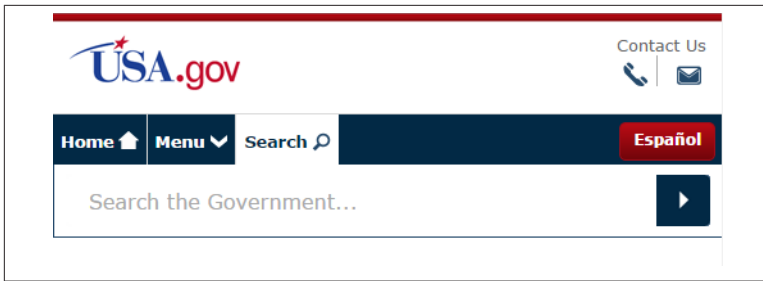 USA.gov
Contact Us
Home Menu Search Español
Search the Government...